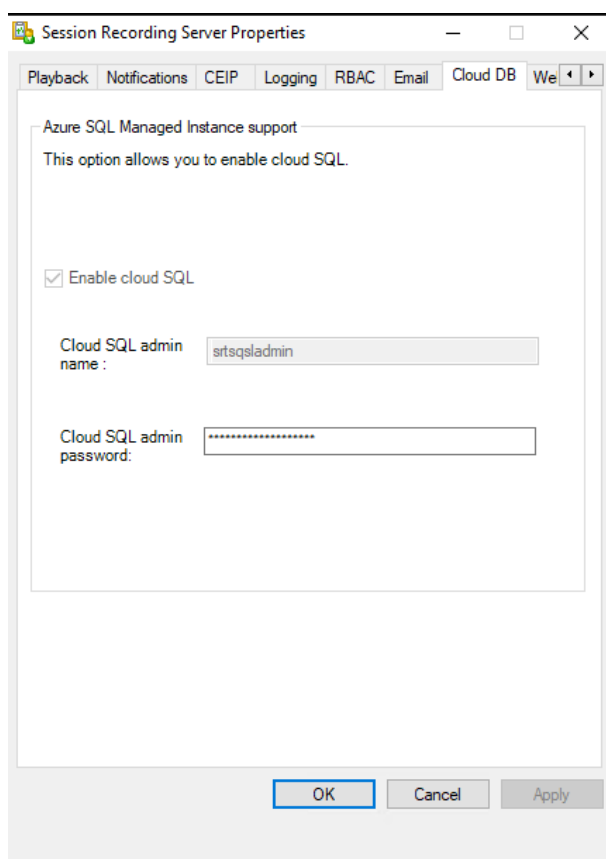 Session Recording Server Properties
Playback Notifications CEIP Logging RBAC Email Cloud DB We
Azure SQL Managed Instance support
This option allows you to enable cloud SQL.
Enable cloud SQL
Cloud SQL admin
name :
srtsqsladmin
Cloud SQL admin
password:
*******************
OK Cancel Apply